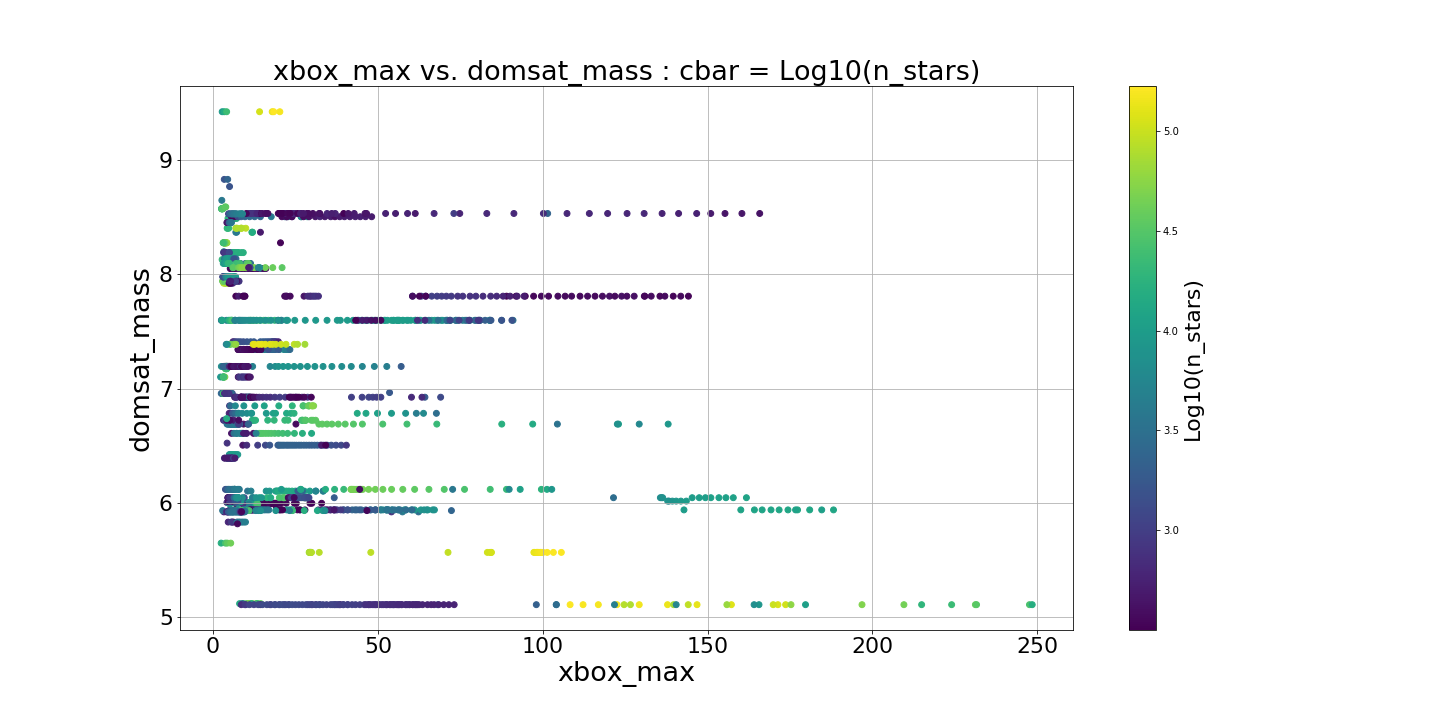 xbox_max vs. domsat_mass : cbar = Log10(n_stars)
domsat_mass
9
8
7
6
5
0 50 100 150 200 250
xbox_max
5.0
4.5
4.0
3.5
3.0
Log10(n_stars)